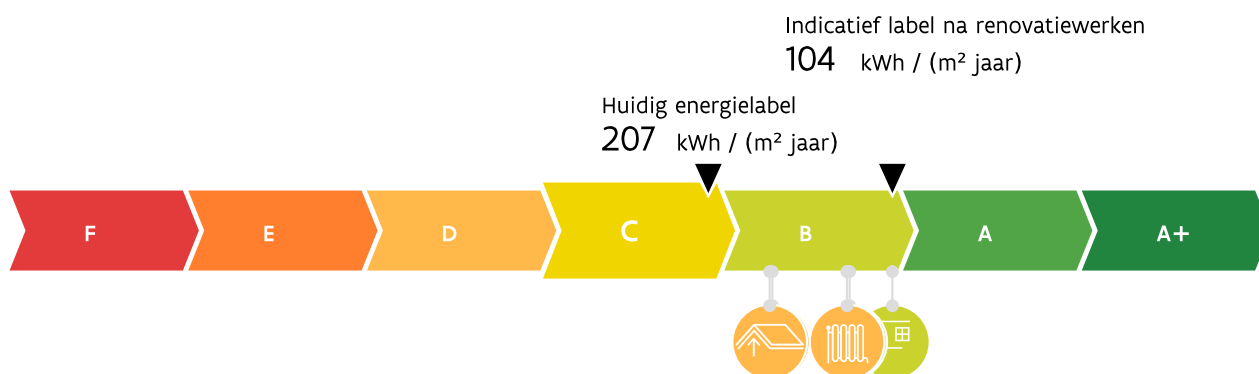 Indicatief label na renovatiewerken
104 kWh / (m² jaar)
Huidig energielabel
207 kWh / (m² jaar)
F E D C B A A+